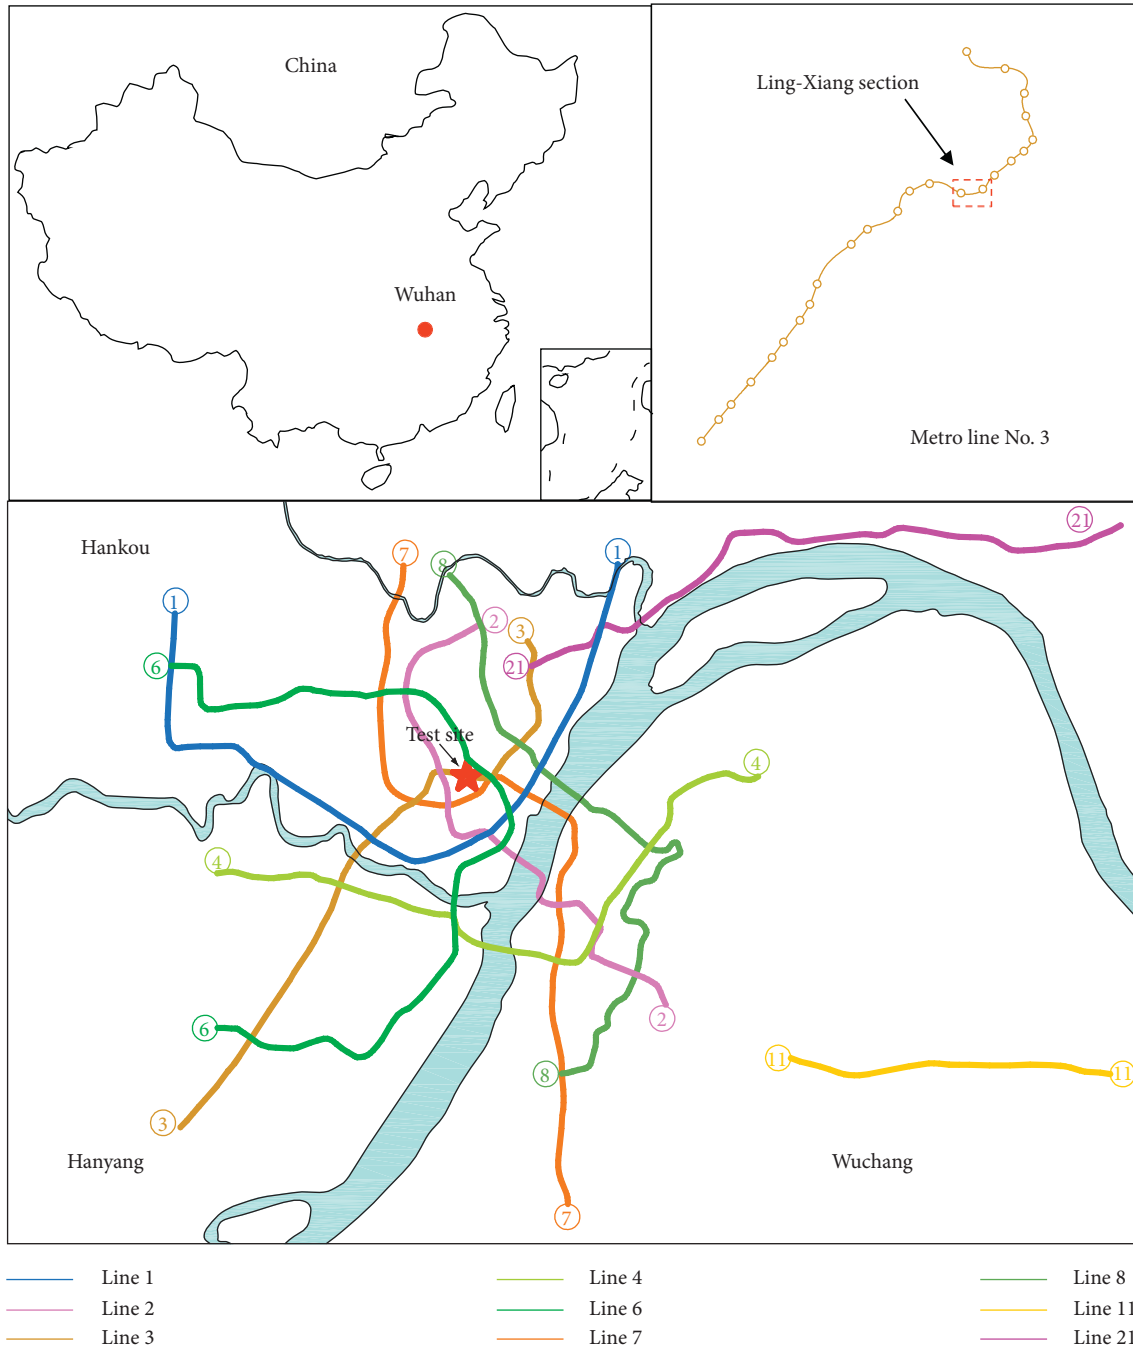 China
Wuhan
Ling-Xiang section
Metro line No. 3
Hankou
7
8
1
21
1
2
3
6
21
Test site
4
4
6
2
11
11
8
3
Hanyang
Wuchang
7
Line 1
Line 4
Line 8
Line 2
Line 6
Line 11
Line 3
Line 7
Line 21